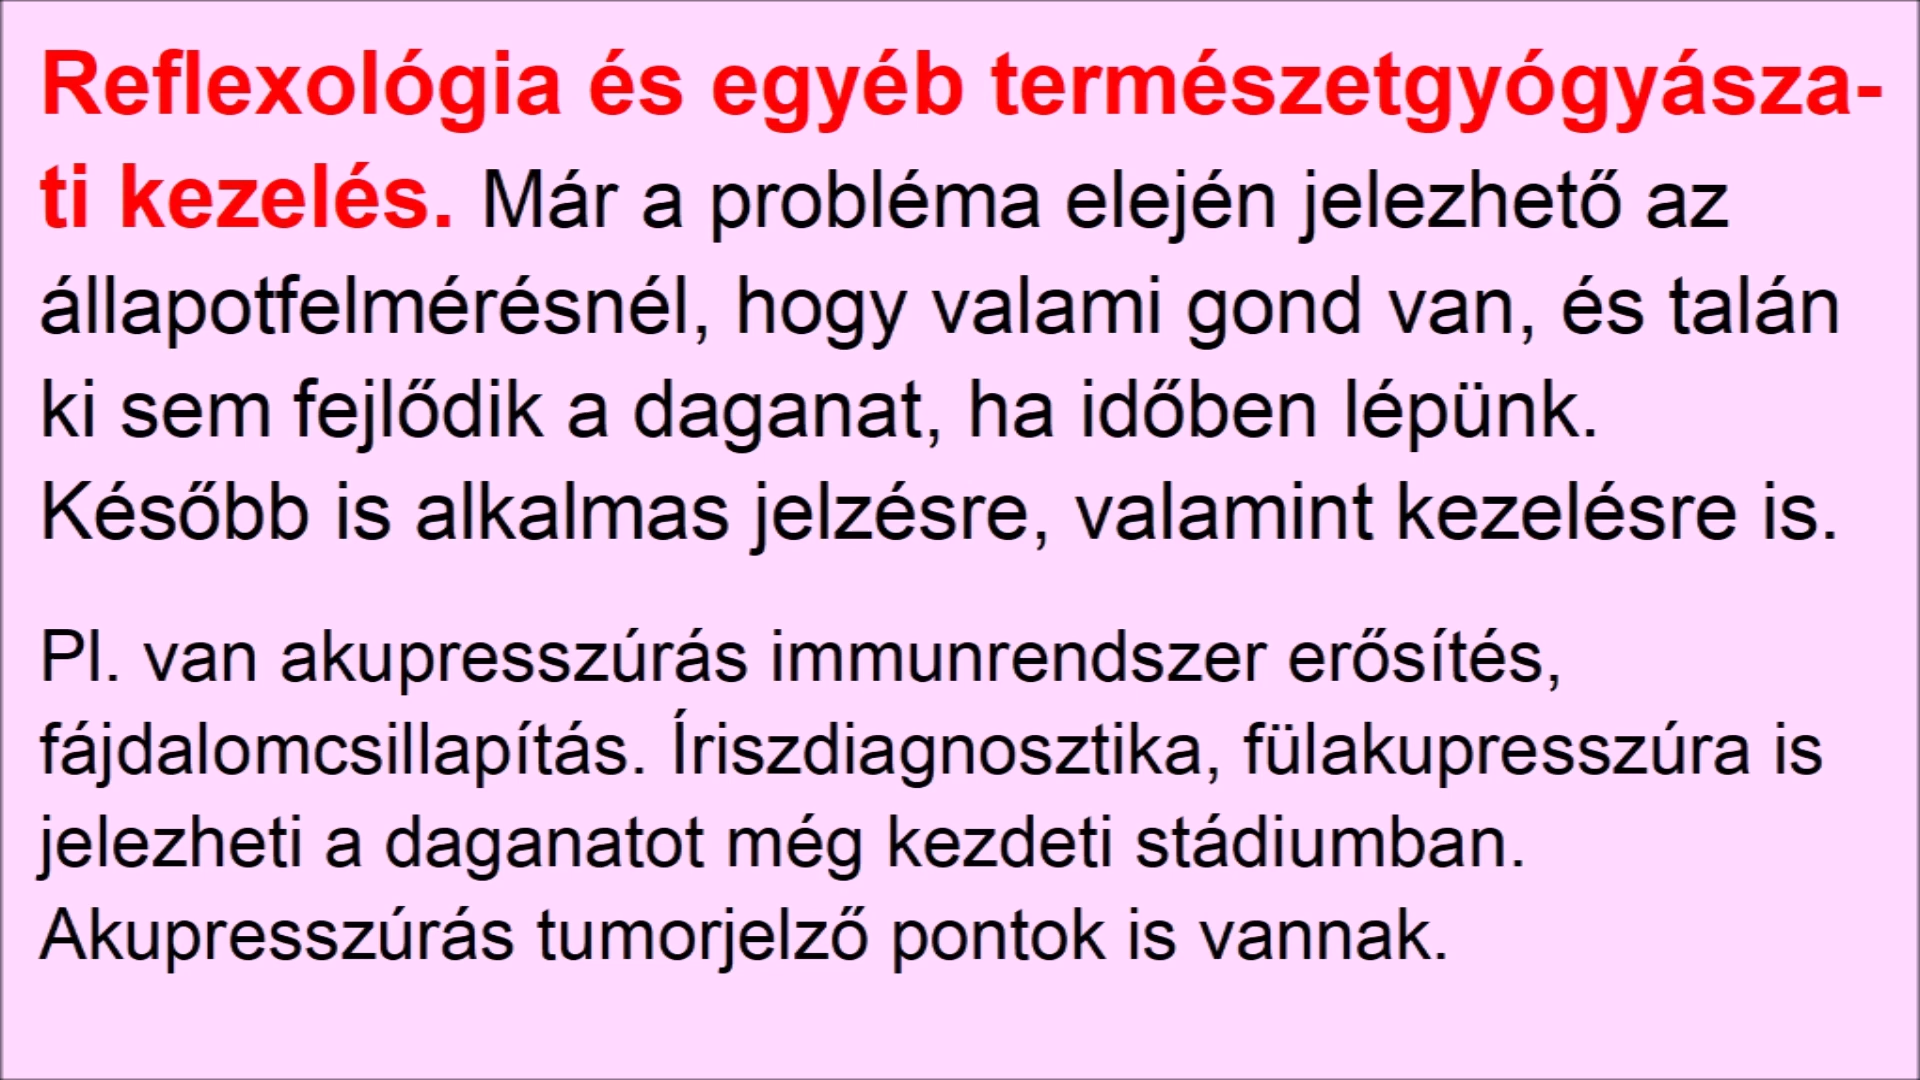 Reflexológia és egyéb természetgyógyásza-
ti kezelés. Már a probléma elején jelezhető az
állapotfelmérésnél, hogy valami gond van, és talán
ki sem fejlődik a daganat, ha időben lépünk.
Később is alkalmas jelzésre, valamint kezelésre is.
Pl. van akupresszúrás immunrendszer erősítés,
fájdalomcsillapítás. Íriszdiagnosztika, fülakupresszúra is
jelezheti a daganatot még kezdeti stádiumban.
Akupresszúrás tumorjelző pontok is vannak.